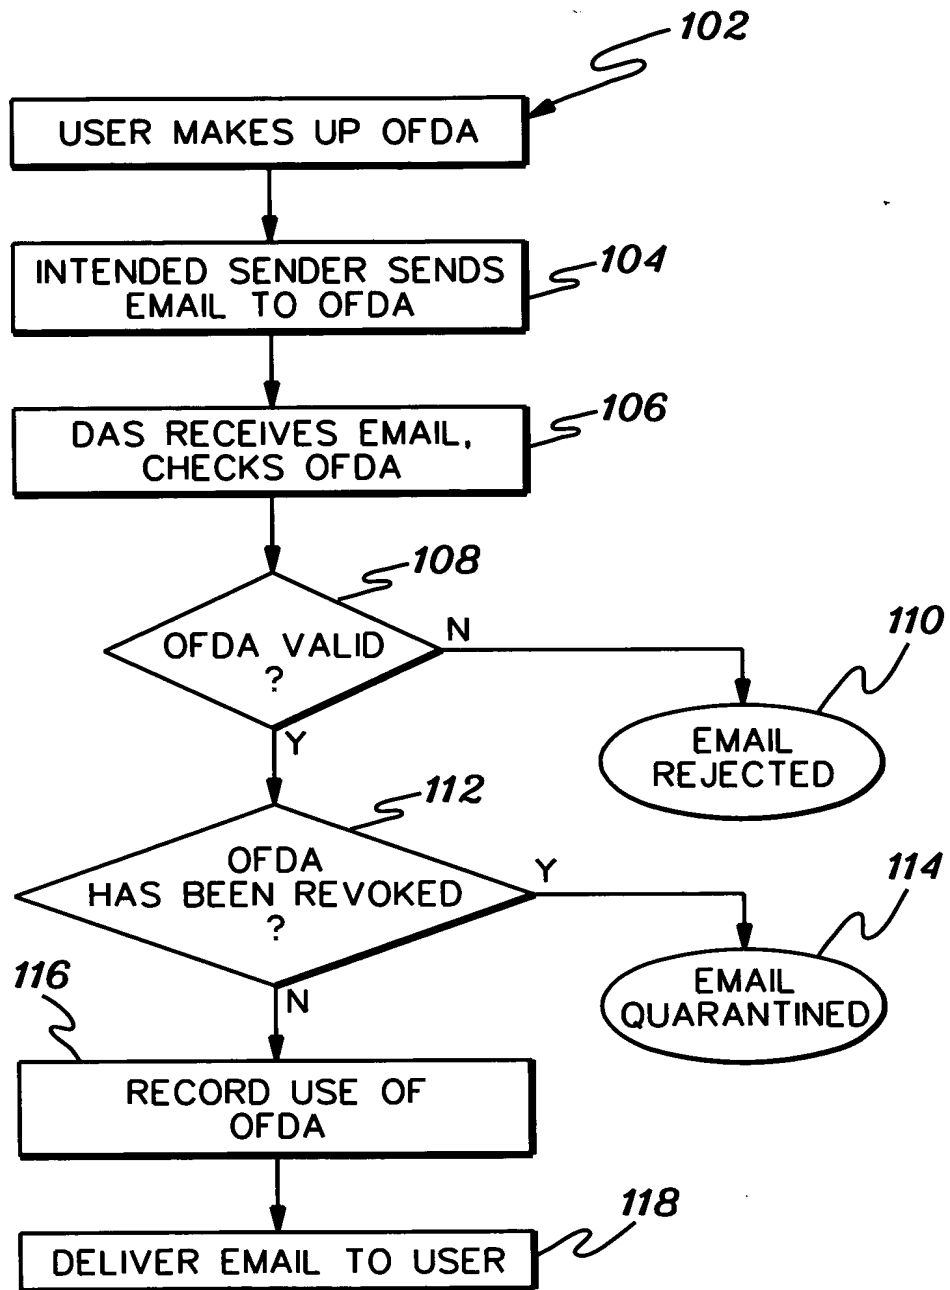 102
USER MAKES UP OFDA
INTENDED SENDER SENDS
EMAIL TO OFDA
104
DAS RECEIVES EMAIL,
CHECKS OFDA
106
108
OFDA VALID
?
N
110
EMAIL
REJECTED
Y
112
OFDA
HAS BEEN REVOKED
?
Y
114
EMAIL
QUARANTINED
N
116
RECORD USE OF
OFDA
118
DELIVER EMAIL TO USER